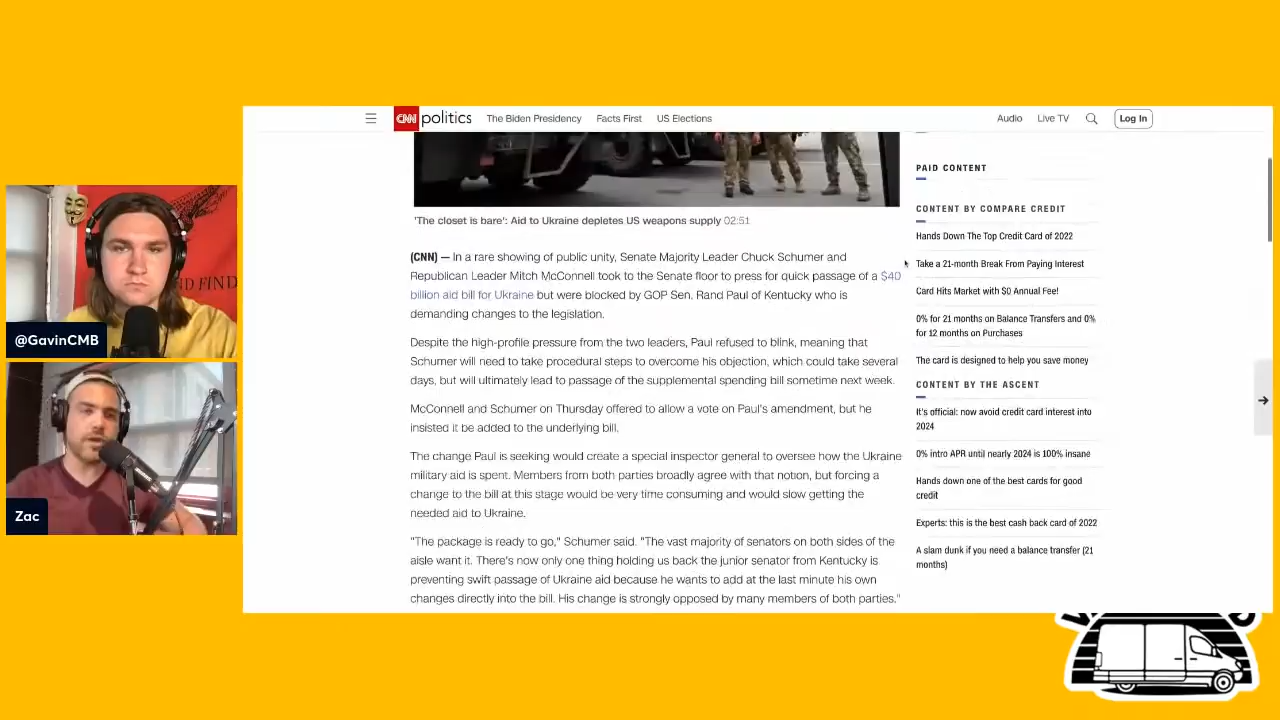 CNN politics The Biden Presidency Facts First US Elections Audio Live TV Log In
'The closet is bare': Aid to Ukraine depletes US weapons supply 02:51
(CNN) — In a rare showing of public unity, Senate Majority Leader Chuck Schumer and
Republican Leader Mitch McConnell took to the Senate floor to press for quick passage of a $40
billion aid bill for Ukraine but were blocked by GOP Sen. Rand Paul of Kentucky who is
demanding changes to the legislation.
Despite the high-profile pressure from the two leaders, Paul refused to blink, meaning that
Schumer will need to take procedural steps to overcome his objection, which could take several
days, but will ultimately lead to passage of the supplemental spending bill sometime next week.
McConnell and Schumer on Thursday offered to allow a vote on Paul's amendment, but he
insisted it be added to the underlying bill.
The change Paul is seeking would create a special inspector general to oversee how the Ukraine
military aid is spent. Members from both parties broadly agree with that notion, but forcing a
change to the bill at this stage would be very time consuming and would slow getting the
needed aid to Ukraine.
"The package is ready to go," Schumer said. "The vast majority of senators on both sides of the
aisle want it. There's now only one thing holding us back the junior senator from Kentucky is
preventing swift passage of Ukraine aid because he wants to add at the last minute his own
changes directly into the bill. His change is strongly opposed by many members of both parties."
PAID CONTENT
CONTENT BY COMPARE CREDIT
Hands Down The Top Credit Card of 2022
Take a 21-month Break From Paying Interest
Card Hits Market with $0 Annual Fee!
0% for 21 months on Balance Transfers and 0%
for 12 months on Purchases
The card is designed to help you save money
CONTENT BY THE ASCENT
It's official: now avoid credit card interest into
2024
0% intro APR until nearly 2024 is 100% insane
Hands down one of the best cards for good
credit
Experts: this is the best cash back card of 2022
A slam dunk if you need a balance transfer (21
months)
@GavinCMB
Zac